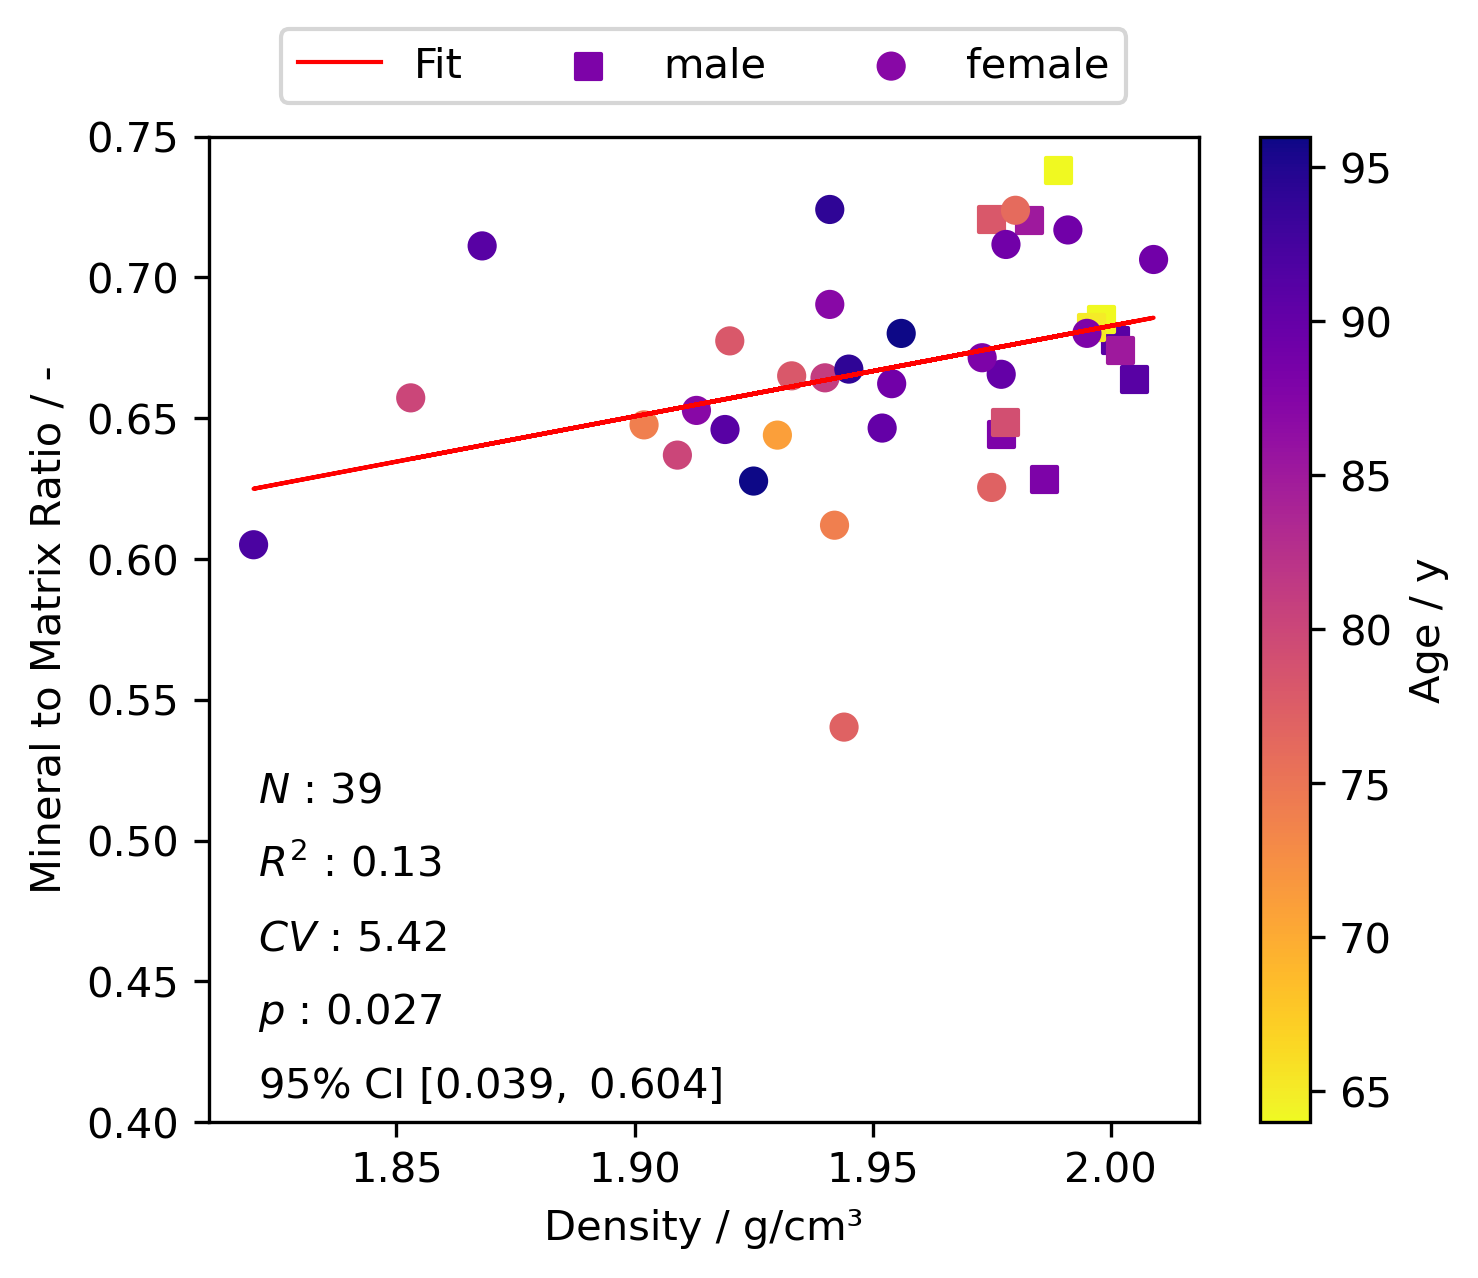 Fit male female
0.75
0.70
0.65
0.60
0.55
0.50
0.45
0.40
Mineral to Matrix Ratio / -
N : 39
R² : 0.13
CV : 5.42
p : 0.027
95% CI [0.039, 0.604]
1.85 1.90 1.95 2.00
Density / g/cm³
95
90
85
80
75
70
65
Age / y